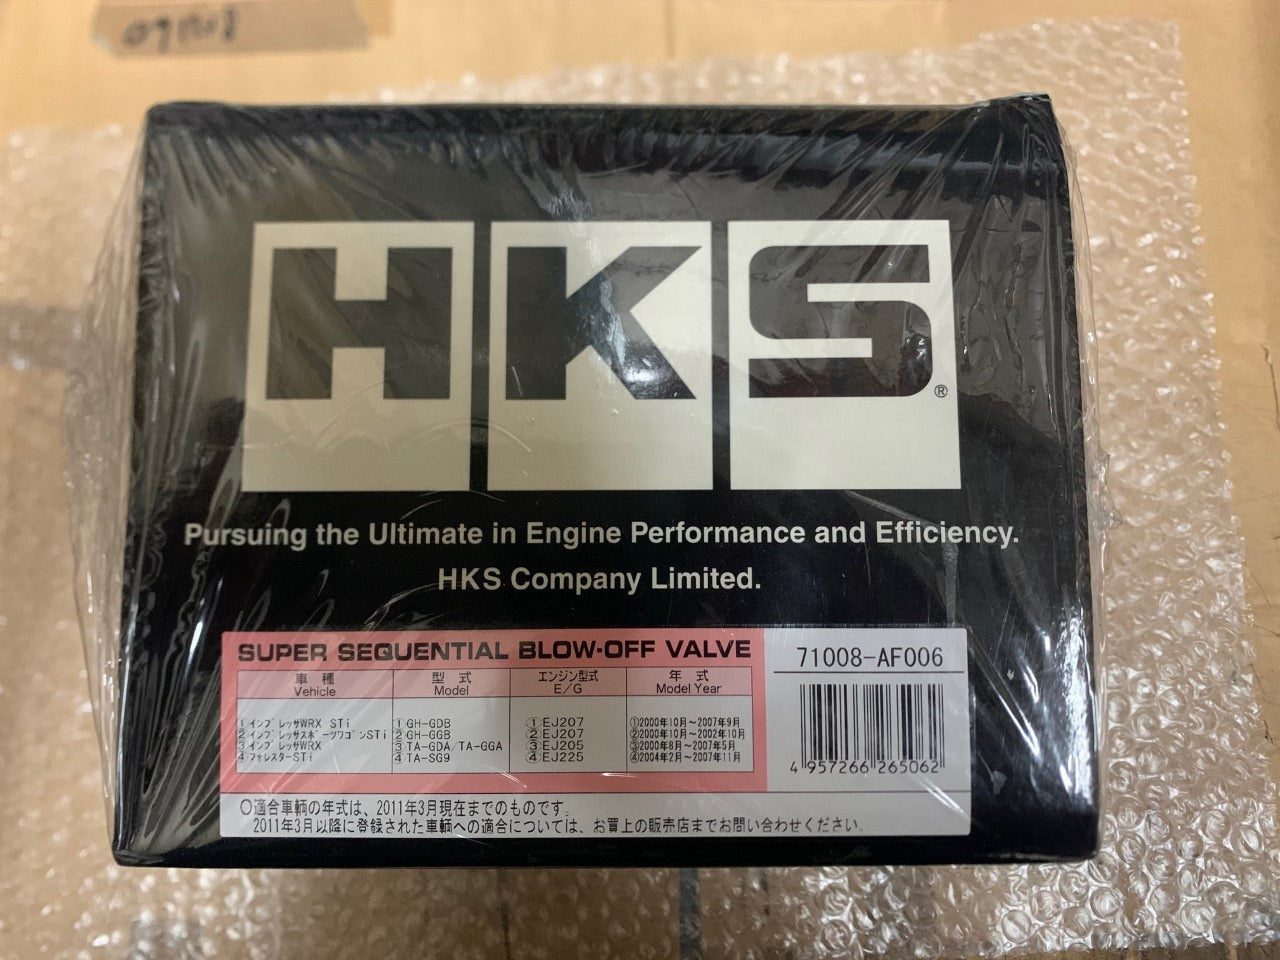 HKS®
Pursuing the Ultimate in Engine Performance and Efficiency.
HKS Company Limited.
SUPER SEQUENTIAL BLOW-OFF VALVE
71008-AF006
車種 Vehicle
型式 Model
エンジン型式 E/G
年式 Model Year
①インプレッサWRX STi ①GH-GDB ①EJ207 ①2000年10月~2007年9月
②インプレッサスポーツワゴンSTi ②GH-GGB ②EJ207 ②2000年10月~2002年10月
③インプレッサWRX ③TA-GDA/TA-GGA ③EJ205 ③2000年8月~2007年5月
④フォレスターSTi ④TA-SG9 ④EJ225 ④2004年2月~2007年11月
4 957266 265062
○適合車輌の年式は、2011年3月現在までのものです。
2011年3月以降に登録された車輌への適合については、お買上の販売店までお問い合わせください。